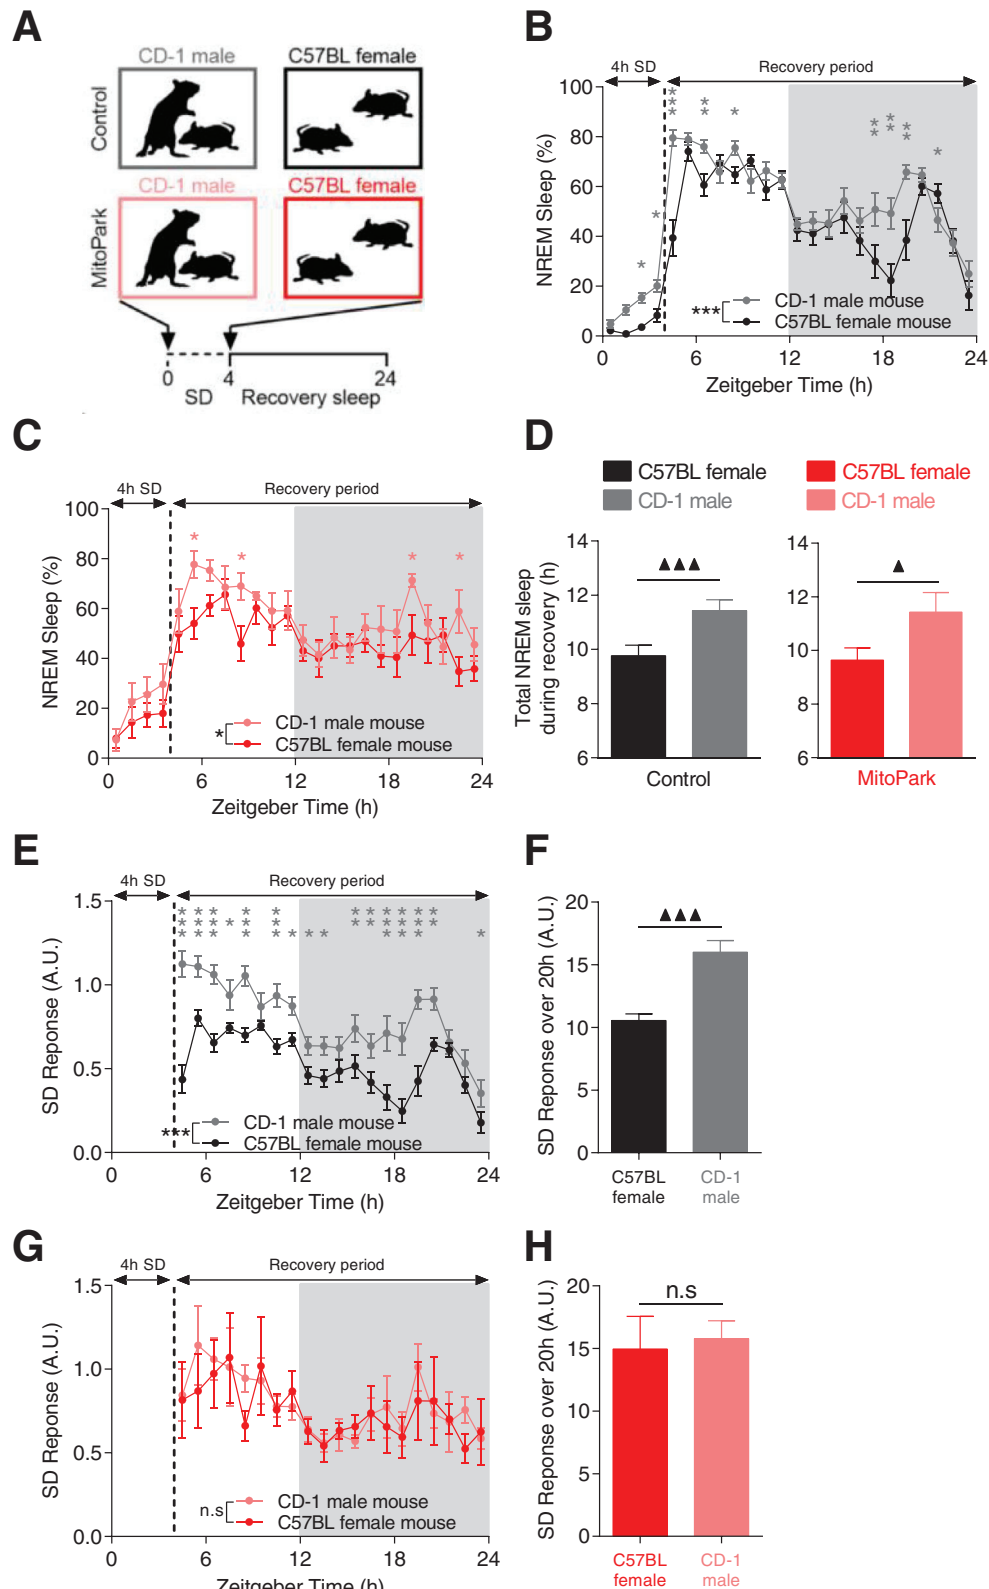 A
CD-1 male
C57BL female
Control
CD-1 male
C57BL female
MitoPark
0
4
24
SD
Recovery sleep
B
4h SD
Recovery period
NREM Sleep (%)
100
80
60
40
20
0
***
**
*
*
*
**
**
**
*
***
CD-1 male mouse
C57BL female mouse
0
6
12
18
24
Zeitgeber Time (h)
C
4h SD
Recovery period
NREM Sleep (%)
100
80
60
40
20
0
*
*
*
*
*
CD-1 male mouse
C57BL female mouse
0
6
12
18
24
Zeitgeber Time (h)
D
C57BL female
CD-1 male
C57BL female
CD-1 male
Total NREM sleep
during recovery (h)
14
12
10
8
6
▲▲▲
Control
14
12
10
8
6
▲
MitoPark
E
4h SD
Recovery period
SD Reponse (A.U.)
1.5
1.0
0.5
0.0
***
***
***
*
***
***
*
*
*
**
**
***
***
***
**
*
***
CD-1 male mouse
C57BL female mouse
0
6
12
18
24
Zeitgeber Time (h)
F
SD Reponse over 20h (A.U.)
20
15
10
5
0
▲▲▲
C57BL
female
CD-1
male
G
4h SD
Recovery period
SD Reponse (A.U.)
1.5
1.0
0.5
0.0
n.s
CD-1 male mouse
C57BL female mouse
0
6
12
18
24
Zeitgeber Time (h)
H
SD Reponse over 20h (A.U.)
20
15
10
5
0
n.s
C57BL
female
CD-1
male